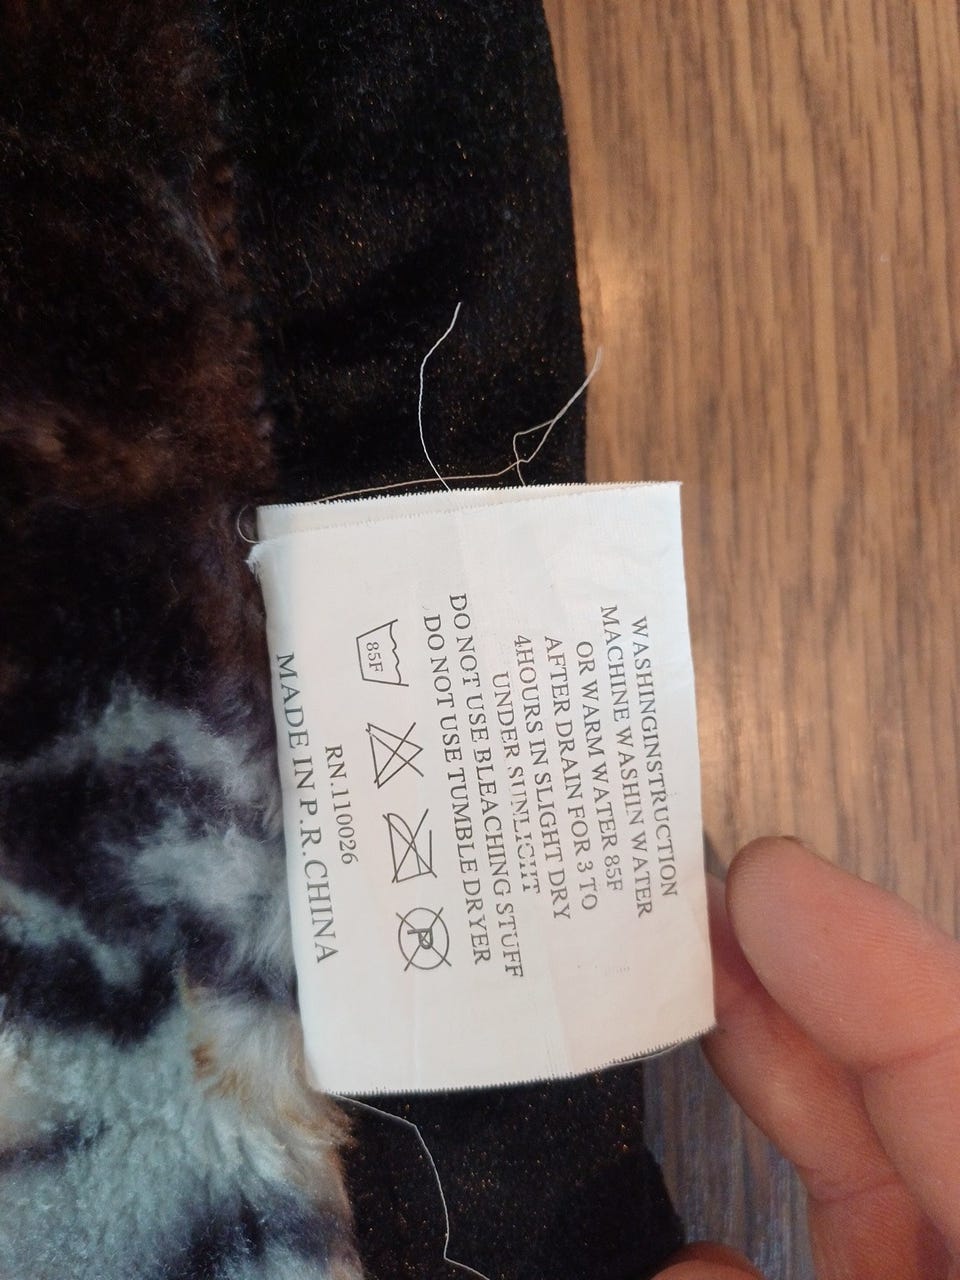 WASHINGINSTRUCTION
MACHINE WASHIN WATER
OR WARM WATER 85F
AFTER DRAIN FOR 3 TO
4HOURS IN SLIGHT DRY
UNDER SUNLIGHT
DO NOT USE BLEACHING STUFF
DO NOT USE TUMBLE DRYER
85F P
RN.110026
MADE IN P.R.CHINA